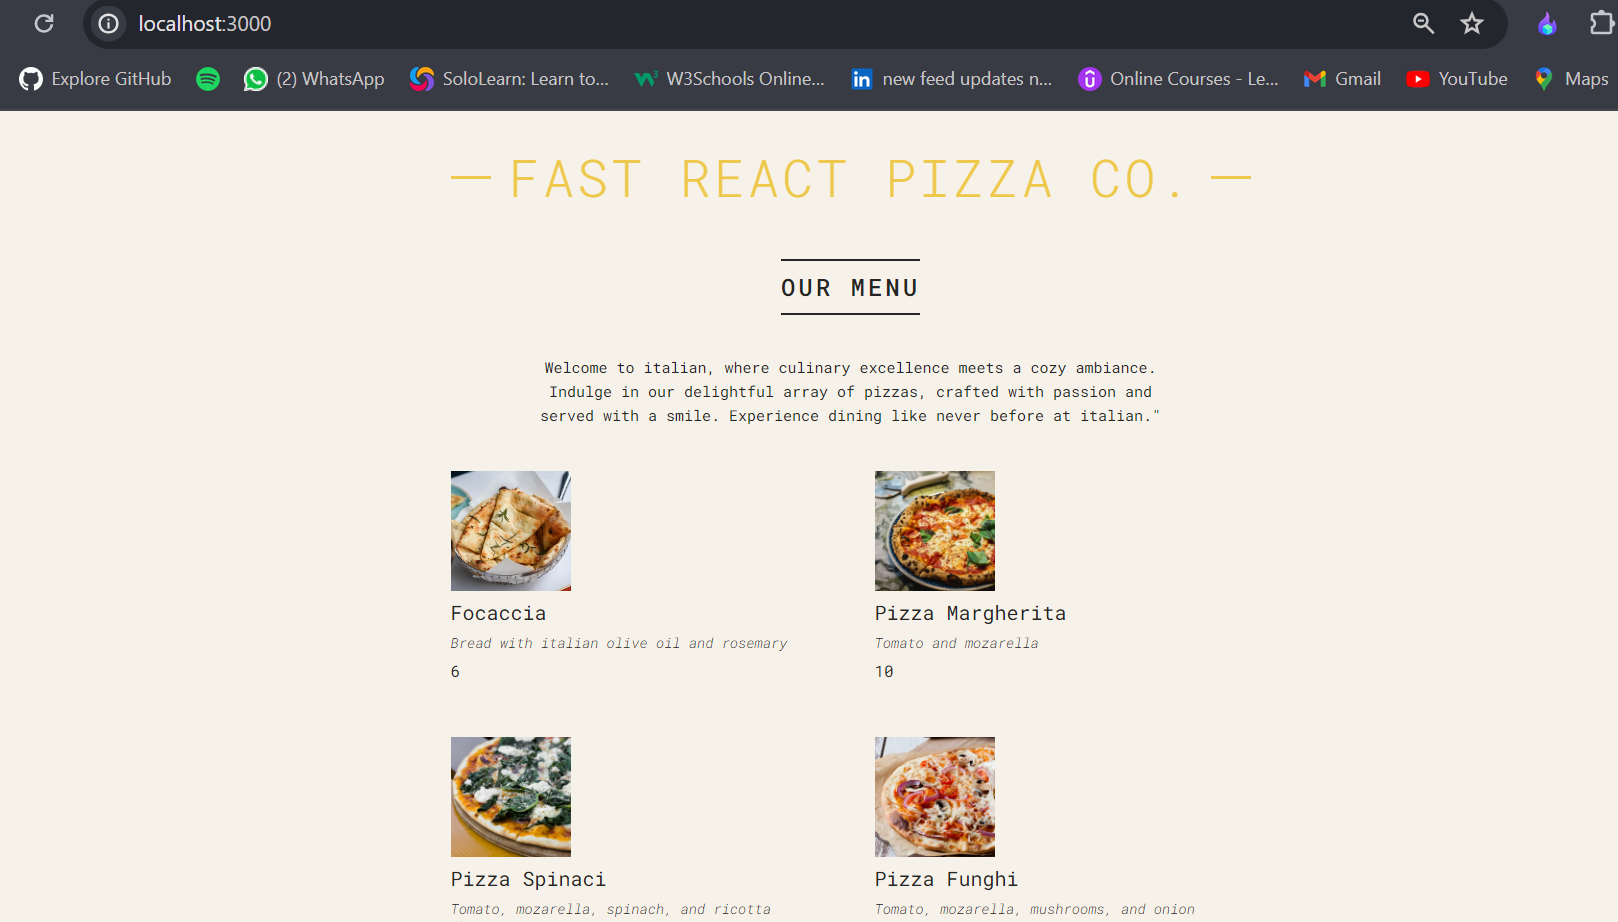 localhost:3000
Explore GitHub
(2) WhatsApp
SoloLearn: Learn to...
W3Schools Online...
new feed updates n...
Online Courses - Le...
Gmail
YouTube
Maps
FAST REACT PIZZA CO.
OUR MENU
Welcome to italian, where culinary excellence meets a cozy ambiance.
Indulge in our delightful array of pizzas, crafted with passion and
served with a smile. Experience dining like never before at italian."
Focaccia
Bread with italian olive oil and rosemary
6
Pizza Margherita
Tomato and mozarella
10
Pizza Spinaci
Tomato, mozarella, spinach, and ricotta
Pizza Funghi
Tomato, mozarella, mushrooms, and onion